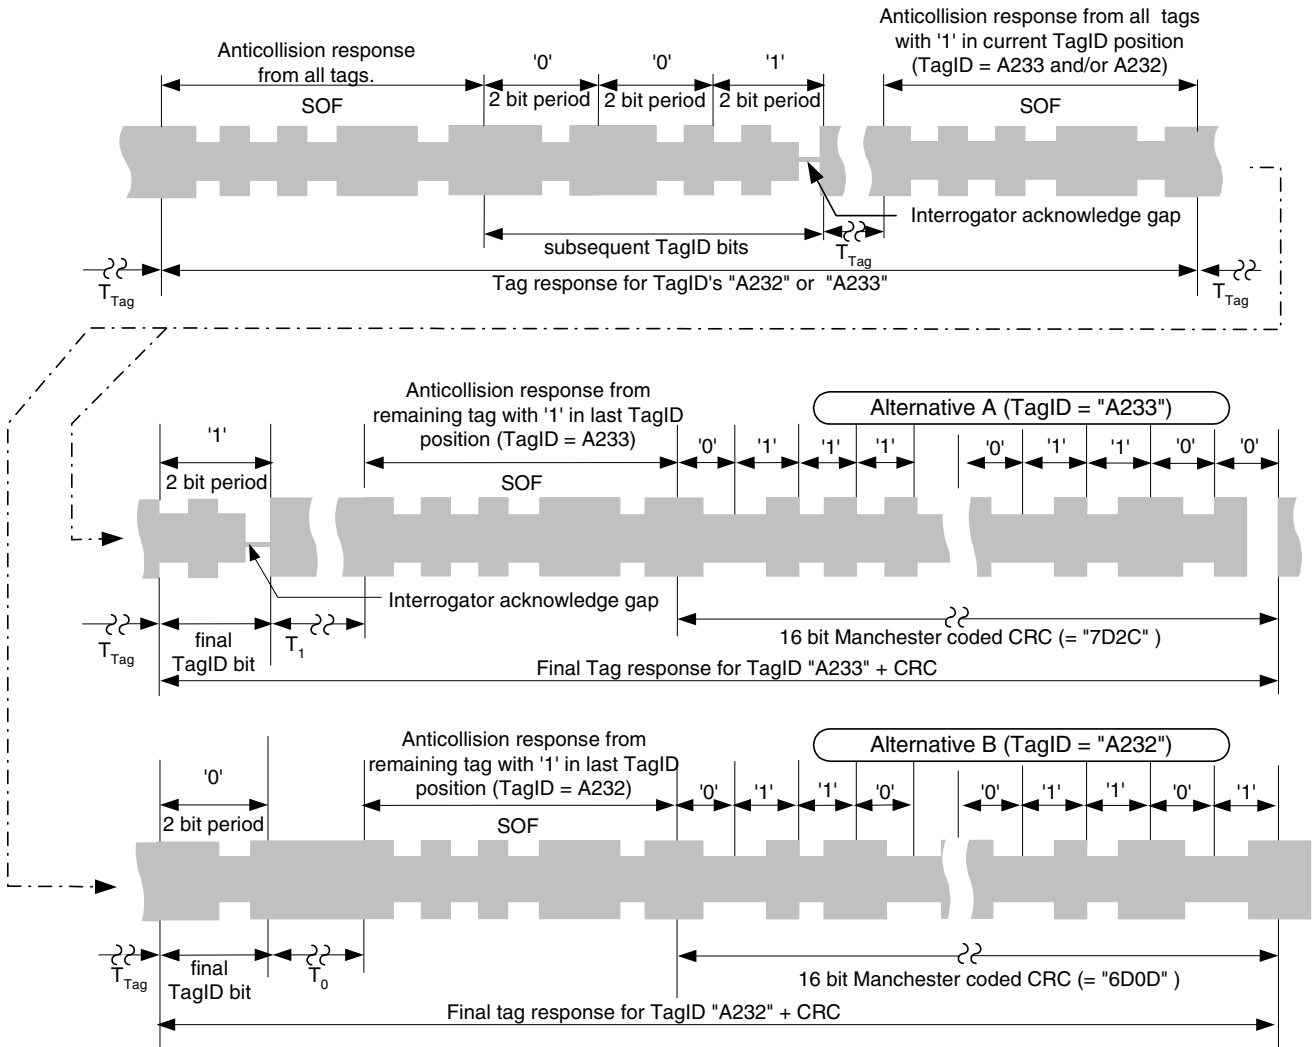 Anticollision response
from all tags.
SOF
'0'
2 bit period
'0'
2 bit period
'1'
2 bit period
Anticollision response from all tags
with '1' in current TagID position
(TagID = A233 and/or A232)
SOF
Interrogator acknowledge gap
subsequent TagID bits
TTag
TTag
Tag response for TagID's "A232" or "A233"
TTag
'1'
2 bit period
Anticollision response from
remaining tag with '1' in last TagID
position (TagID = A233)
SOF
Alternative A (TagID = "A233")
'0' '1' '1' '1' '0' '1' '1' '0' '0'
Interrogator acknowledge gap
TTag
final
TagID bit
T1
16 bit Manchester coded CRC (= "7D2C" )
Final Tag response for TagID "A233" + CRC
'0'
2 bit period
Anticollision response from
remaining tag with '1' in last TagID
position (TagID = A232)
SOF
Alternative B (TagID = "A232")
'0' '1' '1' '0' '0' '1' '1' '0' '1'
TTag
final
TagID bit
T0
16 bit Manchester coded CRC (= "6D0D" )
Final tag response for TagID "A232" + CRC